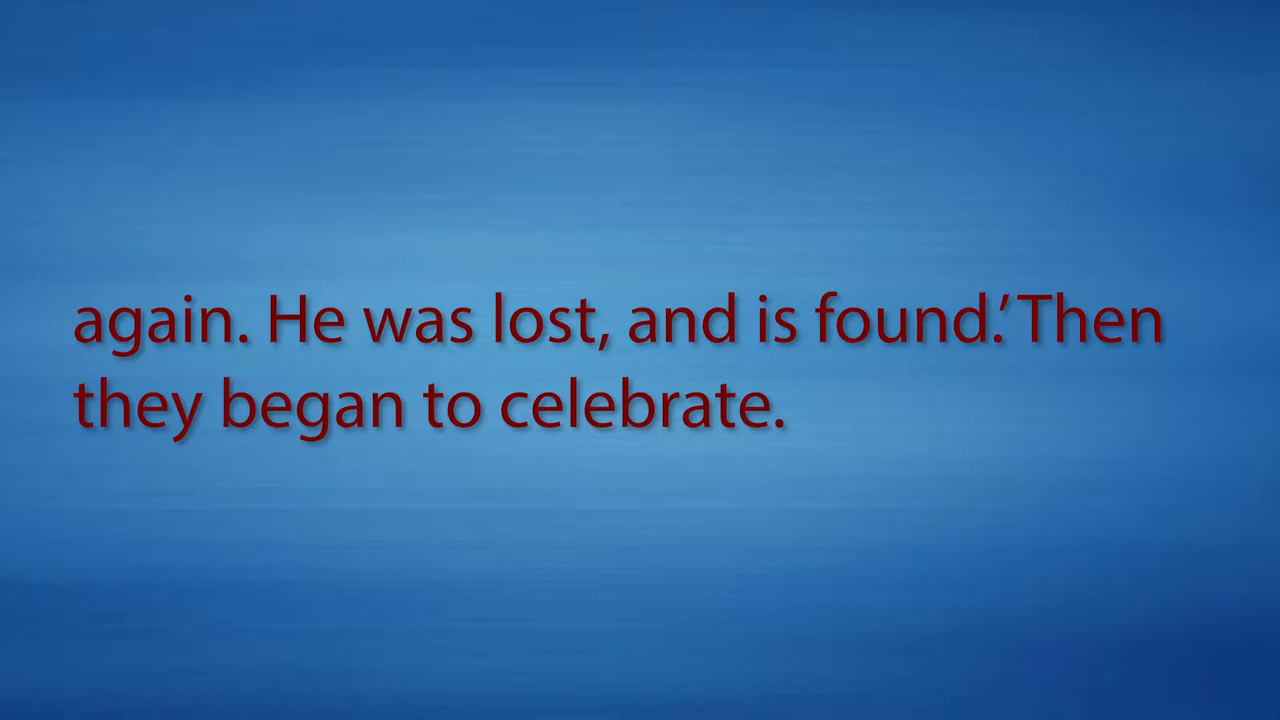 again. He was lost, and is found.’ Then
they began to celebrate.